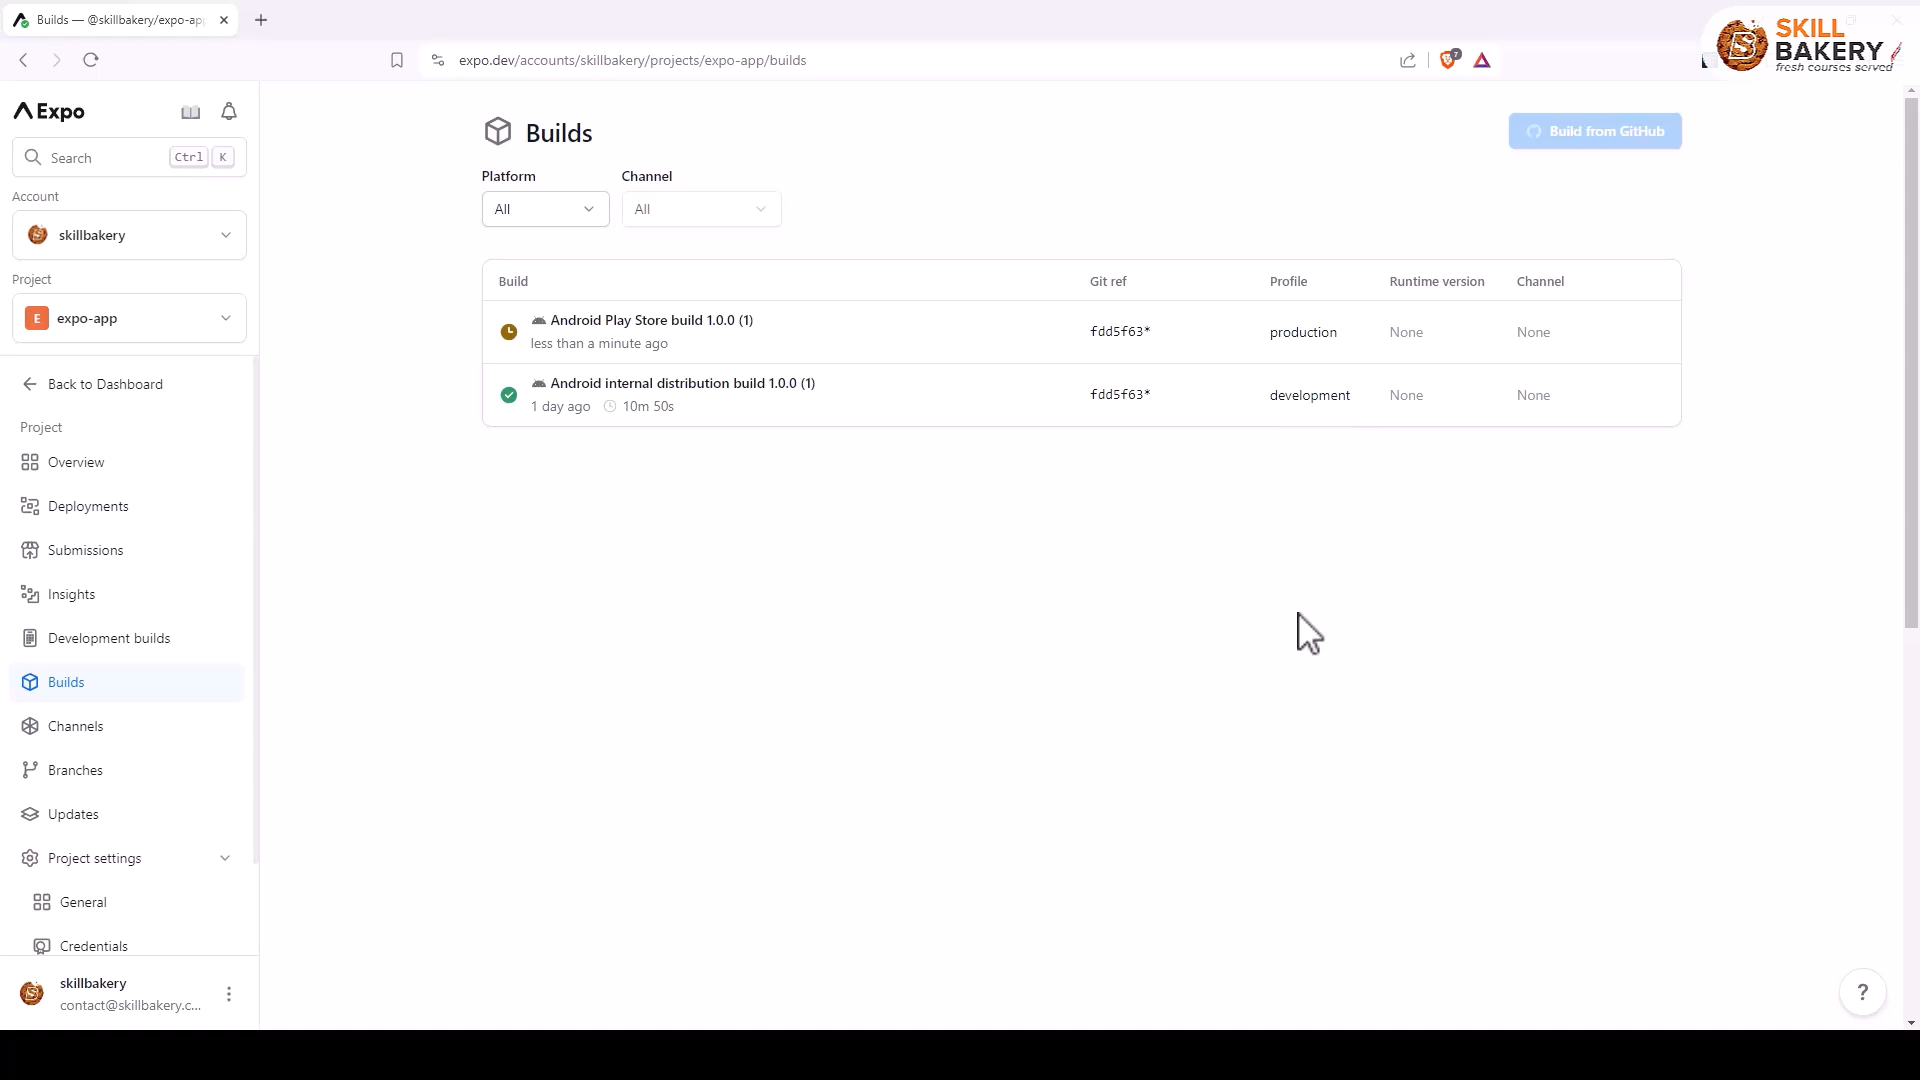 Builds — @skillbakery/expo-app
expo.dev/accounts/skillbakery/projects/expo-app/builds
7
SKILL
BAKERY
fresh courses served
Expo
Search
Ctrl K
Account
skillbakery
Project
E expo-app
Back to Dashboard
Project
Overview
Deployments
Submissions
Insights
Development builds
Builds
Channels
Branches
Updates
Project settings
General
Credentials
skillbakery
contact@skillbakery.c...
Builds
Build from GitHub
Platform Channel
All All
Build Git ref Profile Runtime version Channel
Android Play Store build 1.0.0 (1)
less than a minute ago
fdd5f63* production None None
Android internal distribution build 1.0.0 (1)
1 day ago 10m 50s
fdd5f63* development None None
?